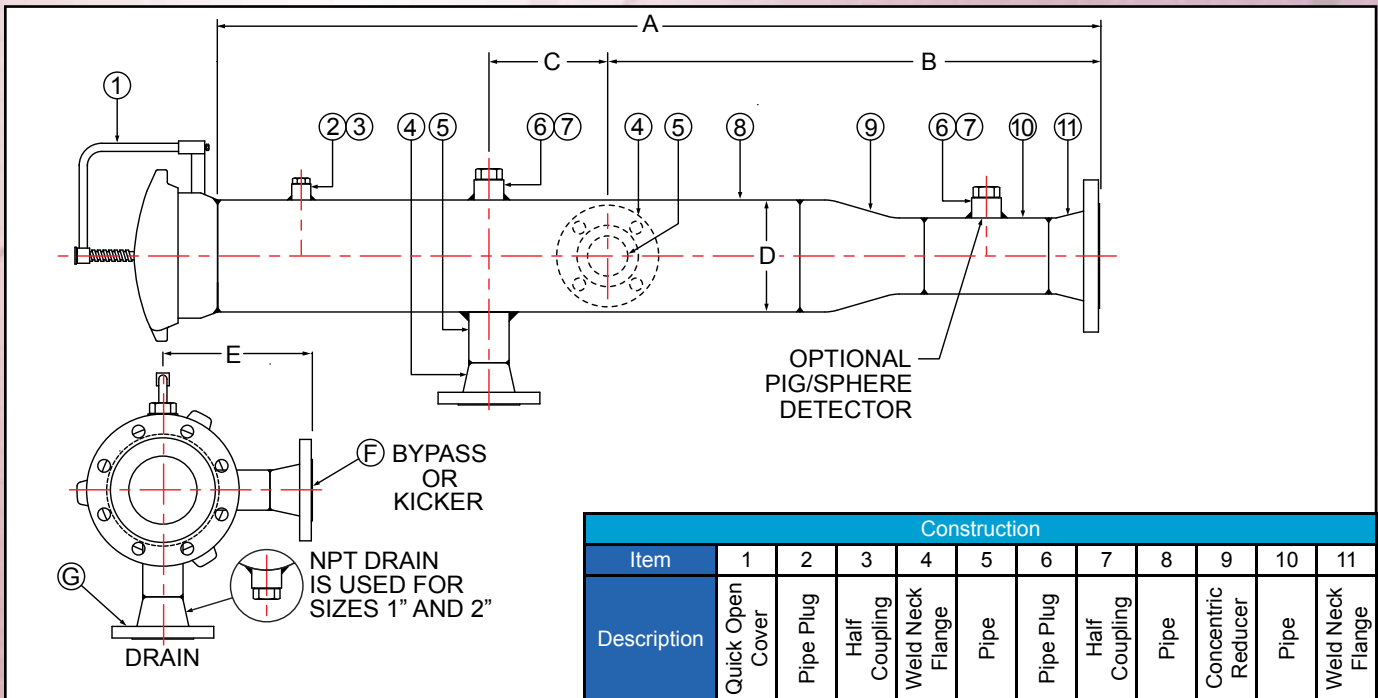 A
C
B
1
2 3
4 5
6 7
4
5
8
9
6 7
10
11
D
OPTIONAL
PIG/SPHERE
DETECTOR
E
F BYPASS
OR
KICKER
NPT DRAIN
IS USED FOR
SIZES 1” AND 2”
G
DRAIN
Construction
Item 1 2 3 4 5 6 7 8 9 10 11
Description
Quick Open
Cover
Pipe Plug
Half
Coupling
Weld Neck
Flange
Pipe
Pipe Plug
Half
Coupling
Pipe
Concentric
Reducer
Pipe
Weld Neck
Flange